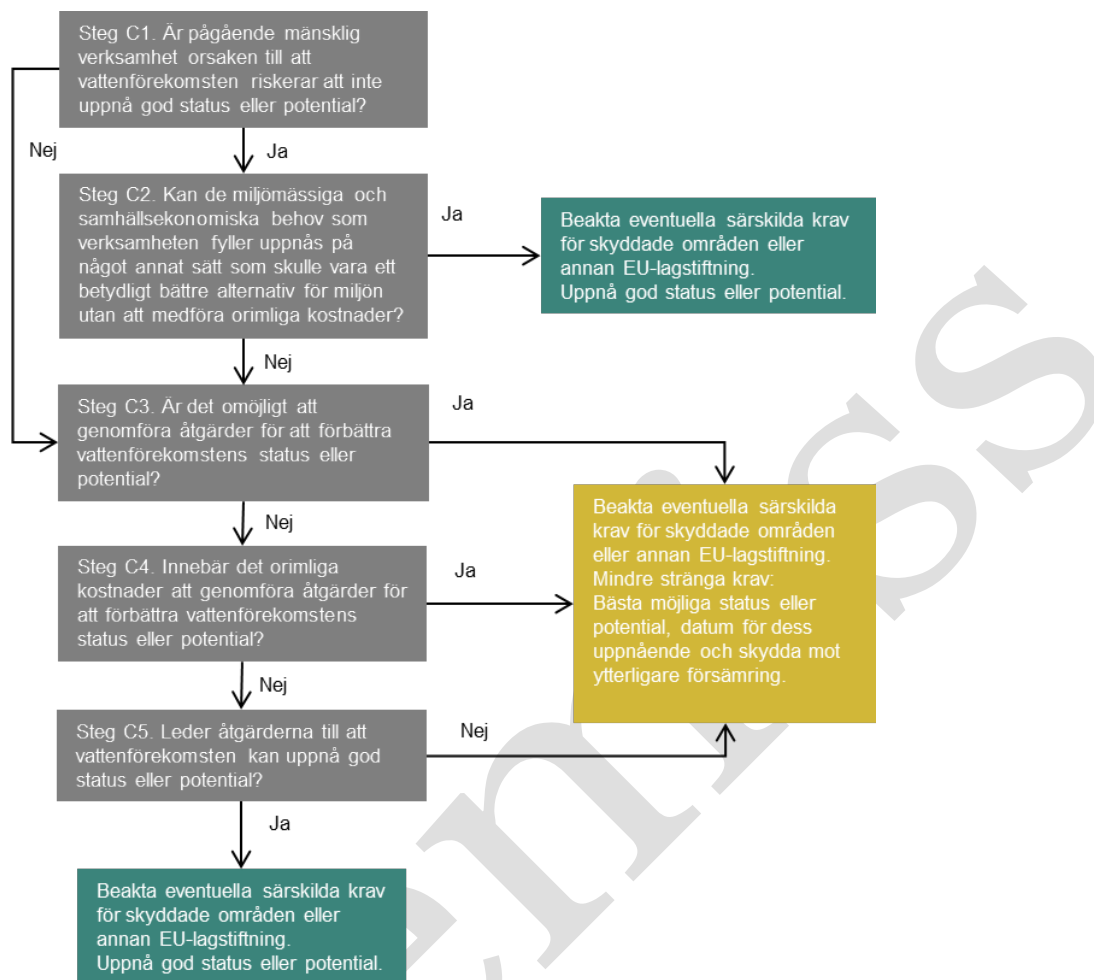 Steg C1. Är pågående mänsklig
verksamhet orsaken till att
vattenförekomsten riskerar att inte
uppnå god status eller potential?
Nej
Ja
Steg C2. Kan de miljömässiga och
samhällsekonomiska behov som
verksamheten fyller uppnås på
något annat sätt som skulle vara ett
betydligt bättre alternativ för miljön
utan att medföra orimliga kostnader?
Ja
Beakta eventuella särskilda krav
för skyddade områden eller
annan EU-lagstiftning.
Uppnå god status eller potential.
Nej
Steg C3. Är det omöjligt att
genomföra åtgärder för att förbättra
vattenförekomstens status eller
potential?
Ja
Nej
Steg C4. Innebär det orimliga
kostnader att genomföra åtgärder för
att förbättra vattenförekomstens
status eller potential?
Ja
Beakta eventuella särskilda
krav för skyddade områden
eller annan EU-lagstiftning.
Mindre stränga krav:
Bästa möjliga status eller
potential, datum för dess
uppnående och skydda mot
ytterligare försämring.
Nej
Steg C5. Leder åtgärderna till att
vattenförekomsten kan uppnå god
status eller potential?
Nej
Ja
Beakta eventuella särskilda krav
för skyddade områden eller
annan EU-lagstiftning.
Uppnå god status eller potential.